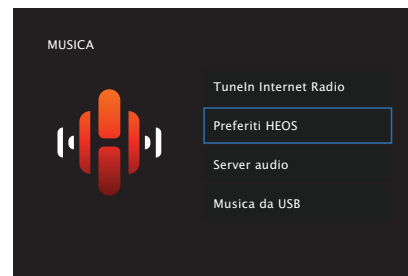 MUSICA
TuneIn Internet Radio
Preferiti HEOS
Server audio
Musica da USB